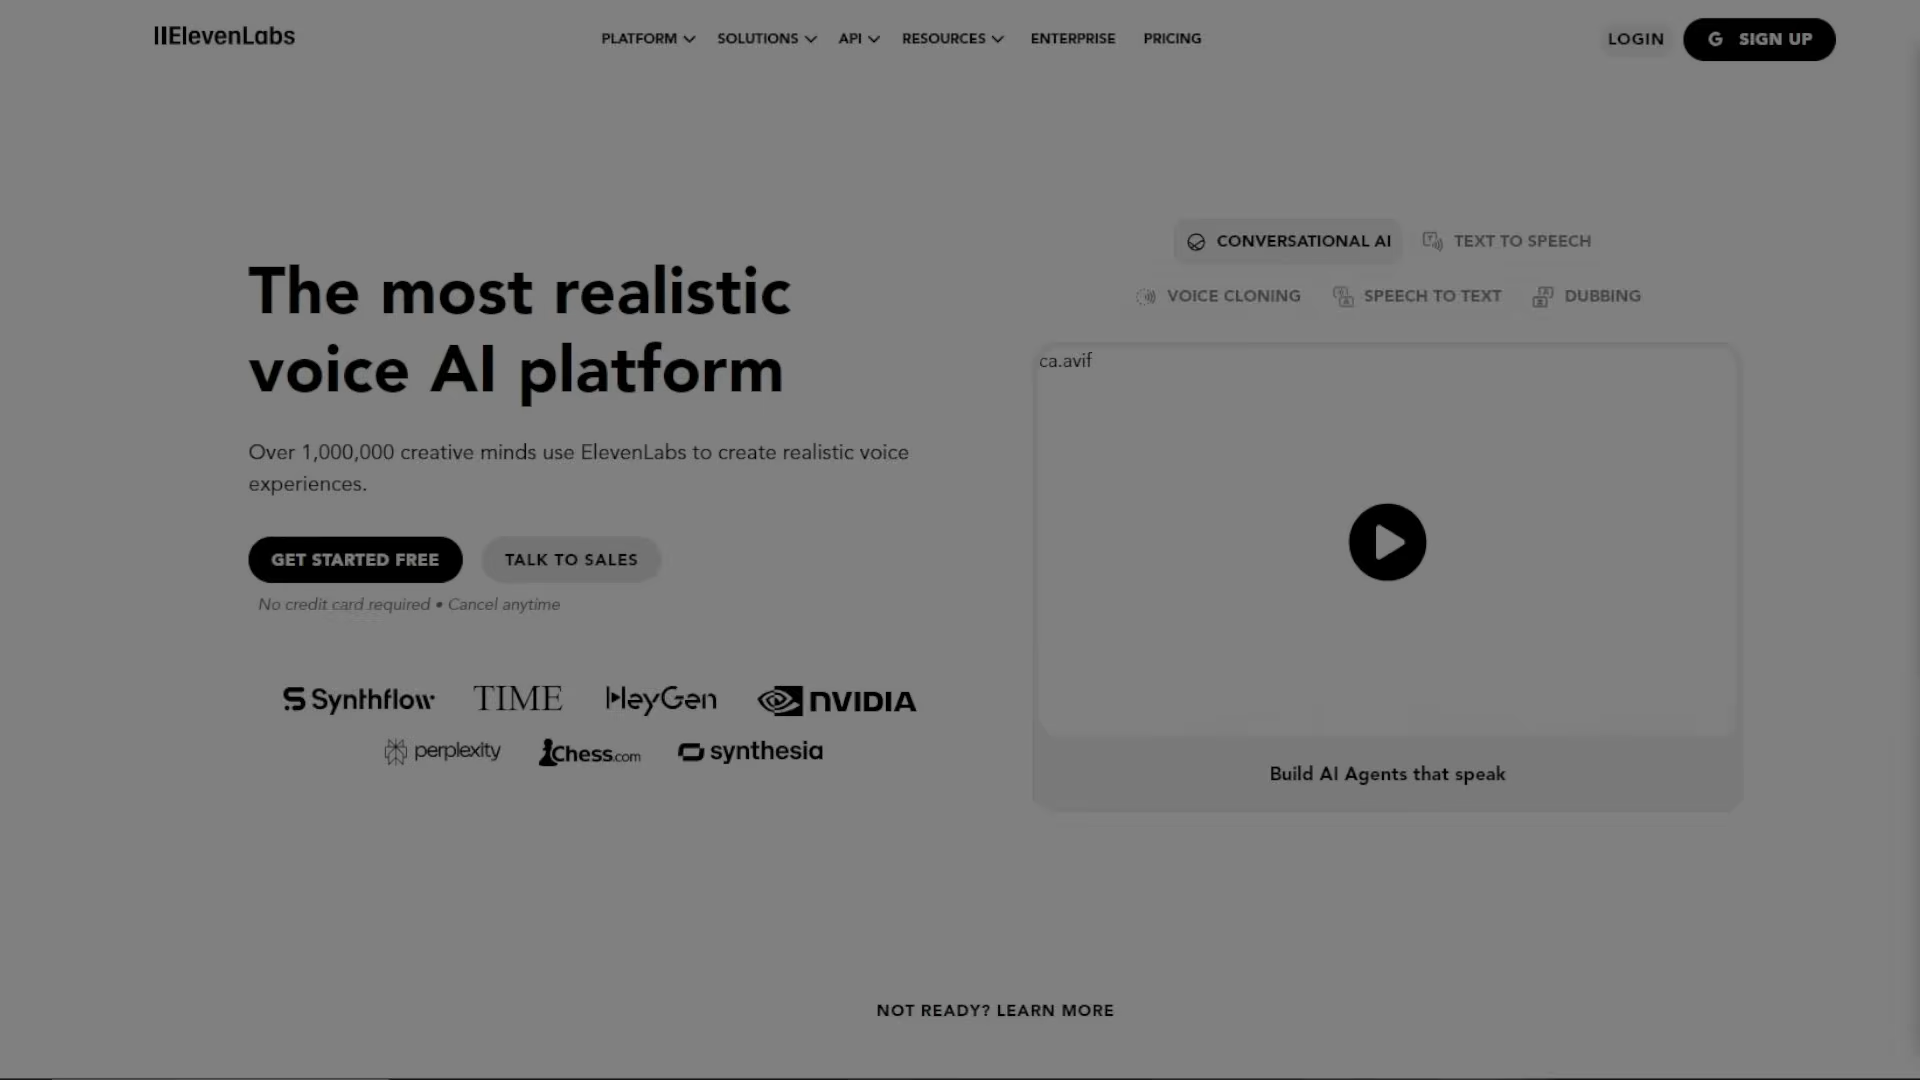 IIElevenLabs
PLATFORM
SOLUTIONS
API
RESOURCES
ENTERPRISE
PRICING
LOGIN
G SIGN UP
The most realistic
voice AI platform
Over 1,000,000 creative minds use ElevenLabs to create realistic voice
experiences.
GET STARTED FREE
TALK TO SALES
No credit card required • Cancel anytime
Synthflow
TIME
HeyGen
NVIDIA
perplexity
Chess.com
synthesia
CONVERSATIONAL AI
TEXT TO SPEECH
VOICE CLONING
SPEECH TO TEXT
DUBBING
ca.avif
Build AI Agents that speak
NOT READY? LEARN MORE